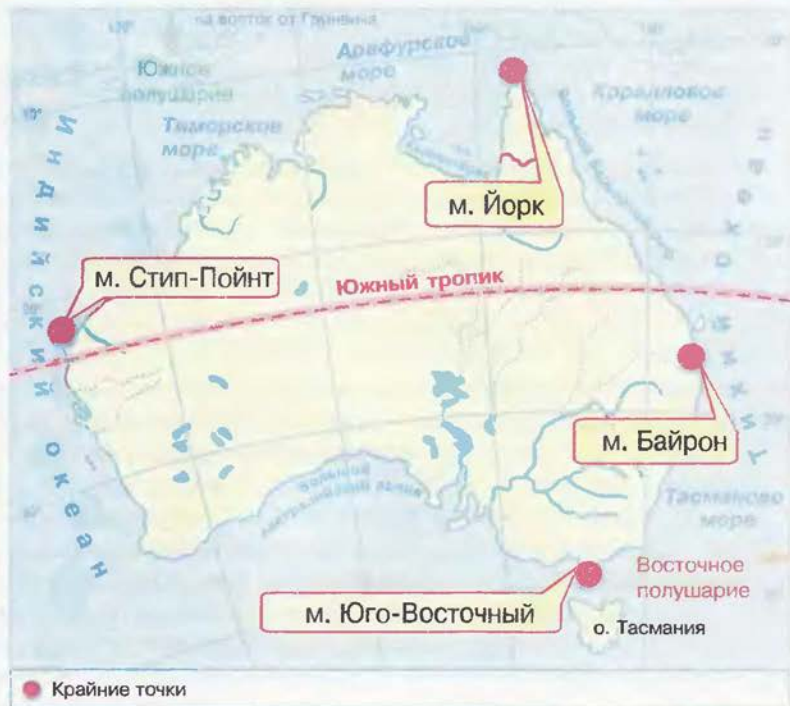 на восток от Гринвича
Арафурское
море
Южное
полушарие
Коралловое
море
Тиморское
море
м. Йорк
м. Стип-Пойнт
Южный тропик
Индийский океан
м. Байрон
Большой
Тасманово
море
Восточное
полушарие
м. Юго-Восточный
о. Тасмания
Крайние точки